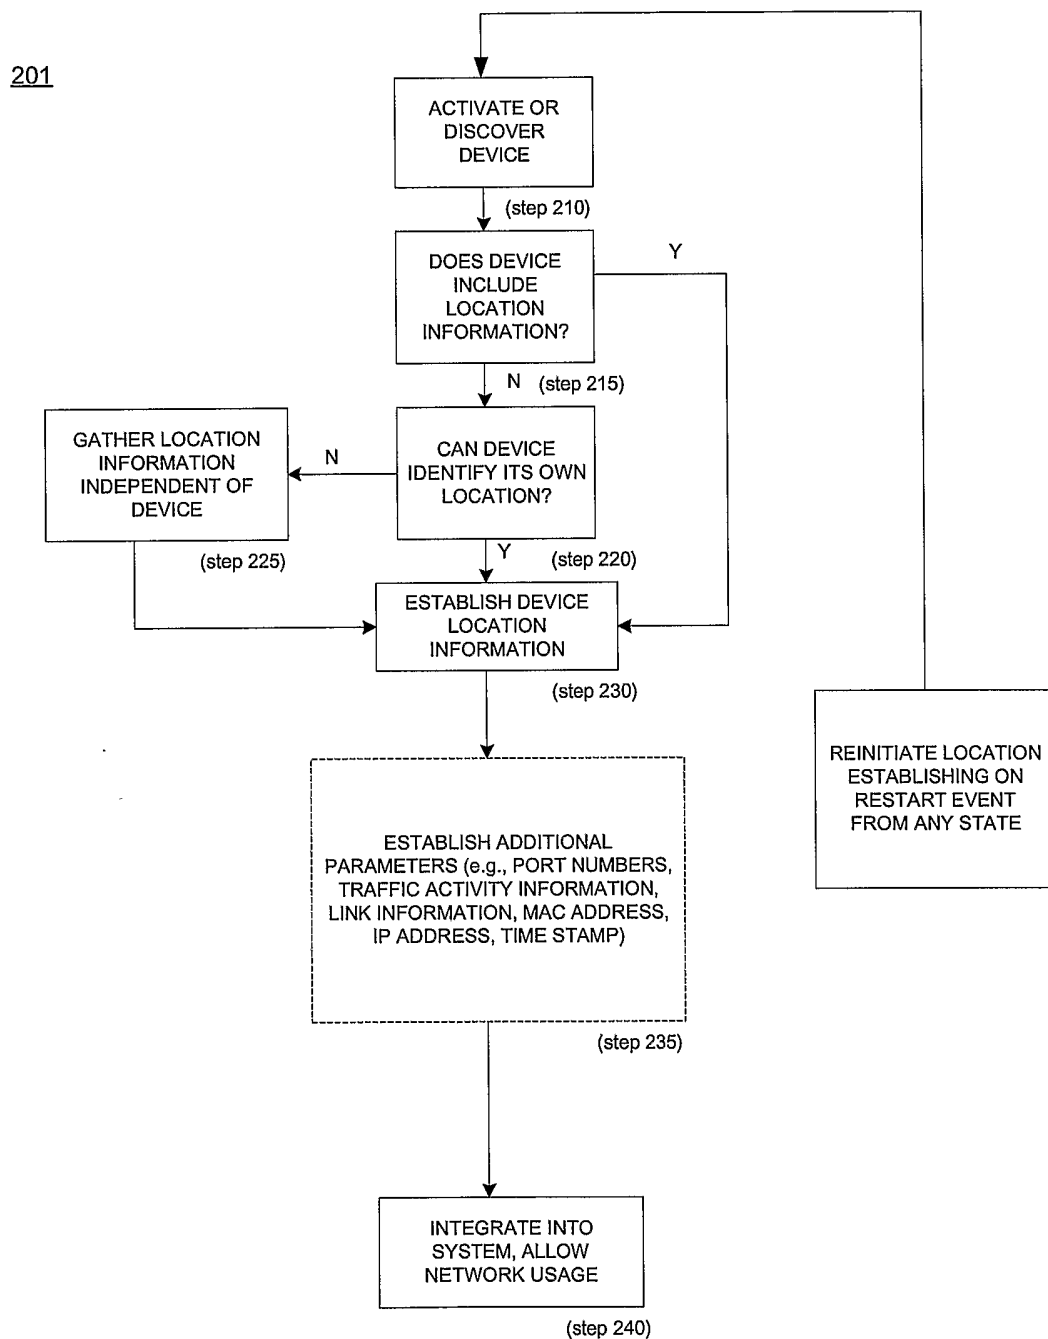 201
ACTIVATE OR
DISCOVER
DEVICE
(step 210)
DOES DEVICE
INCLUDE
LOCATION
INFORMATION?
Y
N
(step 215)
GATHER LOCATION
INFORMATION
INDEPENDENT OF
DEVICE
N
CAN DEVICE
IDENTIFY ITS OWN
LOCATION?
(step 225)
Y
(step 220)
ESTABLISH DEVICE
LOCATION
INFORMATION
(step 230)
REINITIATE LOCATION
ESTABLISHING ON
RESTART EVENT
FROM ANY STATE
ESTABLISH ADDITIONAL
PARAMETERS (e.g., PORT NUMBERS,
TRAFFIC ACTIVITY INFORMATION,
LINK INFORMATION, MAC ADDRESS,
IP ADDRESS, TIME STAMP)
(step 235)
INTEGRATE INTO
SYSTEM, ALLOW
NETWORK USAGE
(step 240)